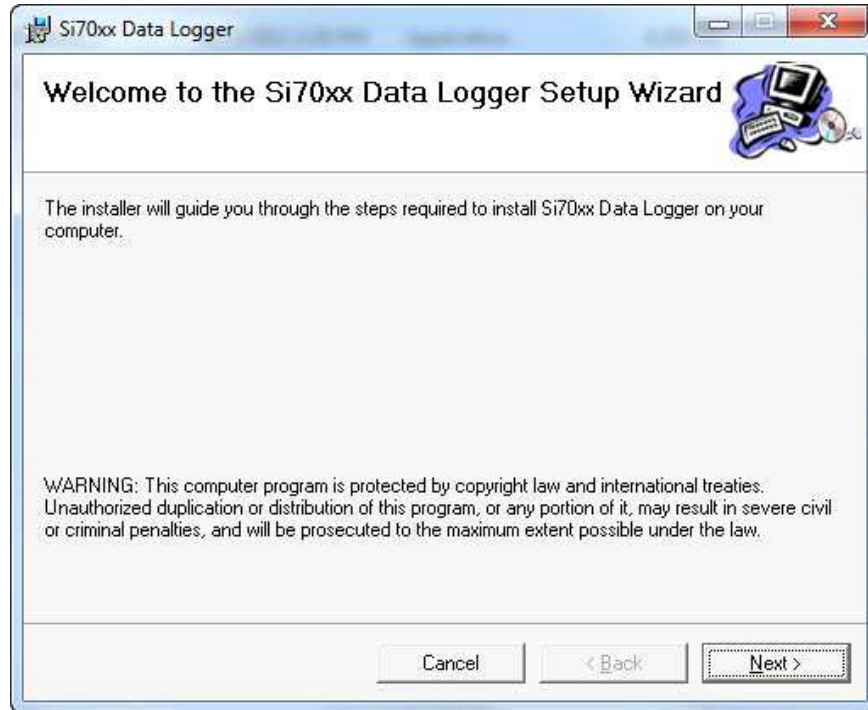 Si70xx Data Logger
Welcome to the Si70xx Data Logger Setup Wizard
The installer will guide you through the steps required to install Si70xx Data Logger on your
computer.
WARNING: This computer program is protected by copyright law and international treaties.
Unauthorized duplication or distribution of this program, or any portion of it, may result in severe civil
or criminal penalties, and will be prosecuted to the maximum extent possible under the law.
Cancel
< Back
Next >